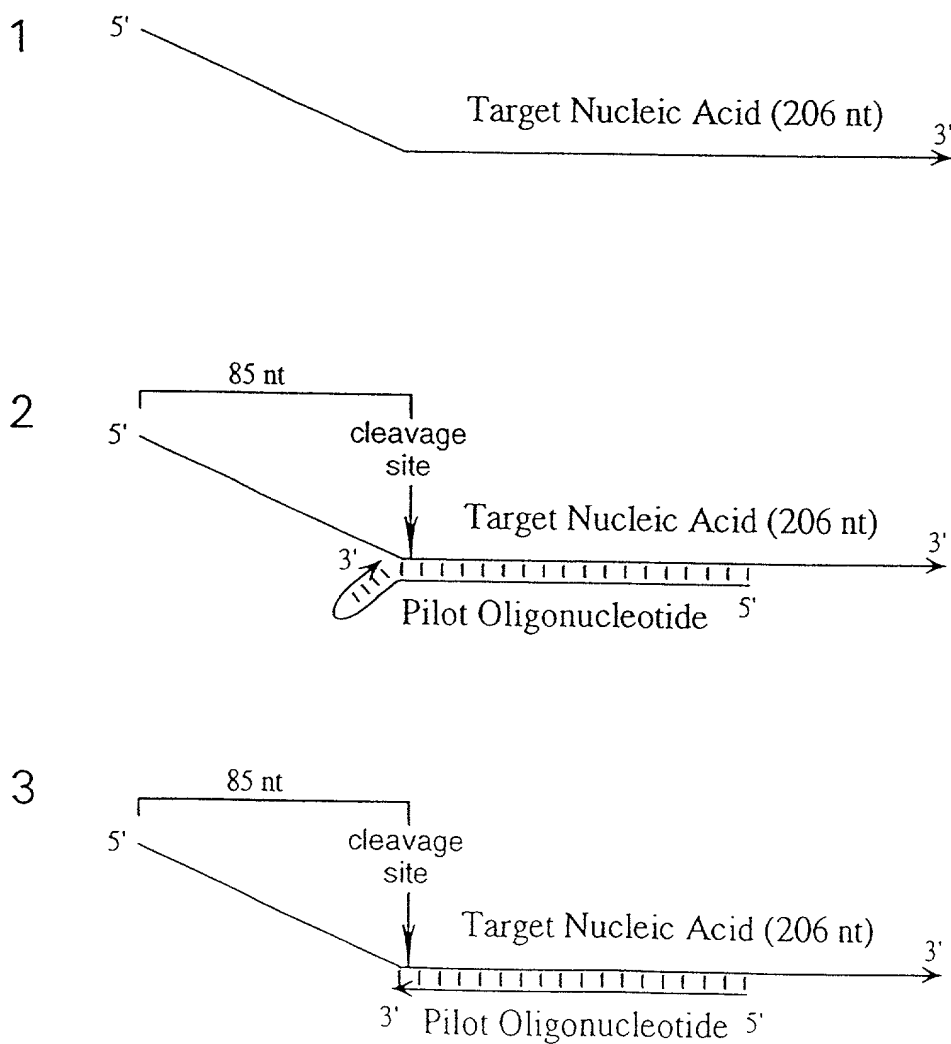 1
5'
Target Nucleic Acid (206 nt)
3'
2
85 nt
5'
cleavage
site
Target Nucleic Acid (206 nt)
3'
3'
Pilot Oligonucleotide
5'
3
85 nt
5'
cleavage
site
Target Nucleic Acid (206 nt)
3'
3'
Pilot Oligonucleotide
5'